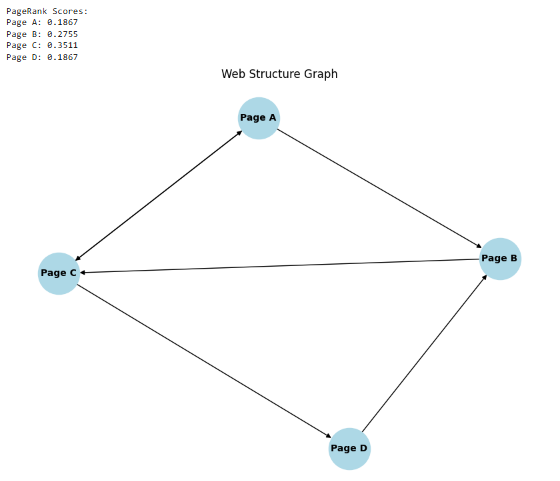 PageRank Scores:
Page A: 0.1867
Page B: 0.2755
Page C: 0.3511
Page D: 0.1867
Web Structure Graph
Page A
Page B
Page C
Page D